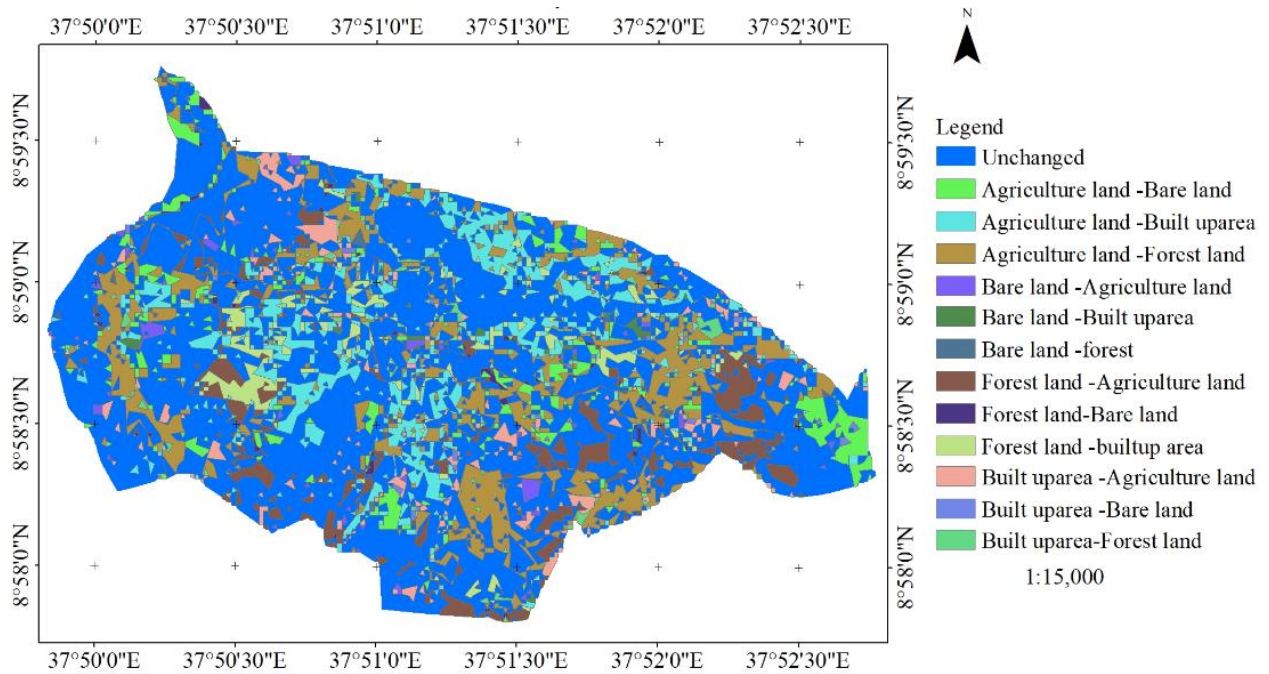 37°50'0"E 37°50'30"E 37°51'0"E 37°51'30"E 37°52'0"E 37°52'30"E
N
8°59'30"N 8°59'30"N
8°59'0"N 8°59'0"N
8°58'30"N 8°58'30"N
8°58'0"N 8°58'0"N
Legend
Unchanged
Agriculture land -Bare land
Agriculture land -Built uparea
Agriculture land -Forest land
Bare land -Agriculture land
Bare land -Built uparea
Bare land -forest
Forest land -Agriculture land
Forest land-Bare land
Forest land -builtup area
Built uparea -Agriculture land
Built uparea -Bare land
Built uparea-Forest land
1:15,000
37°50'0"E 37°50'30"E 37°51'0"E 37°51'30"E 37°52'0"E 37°52'30"E